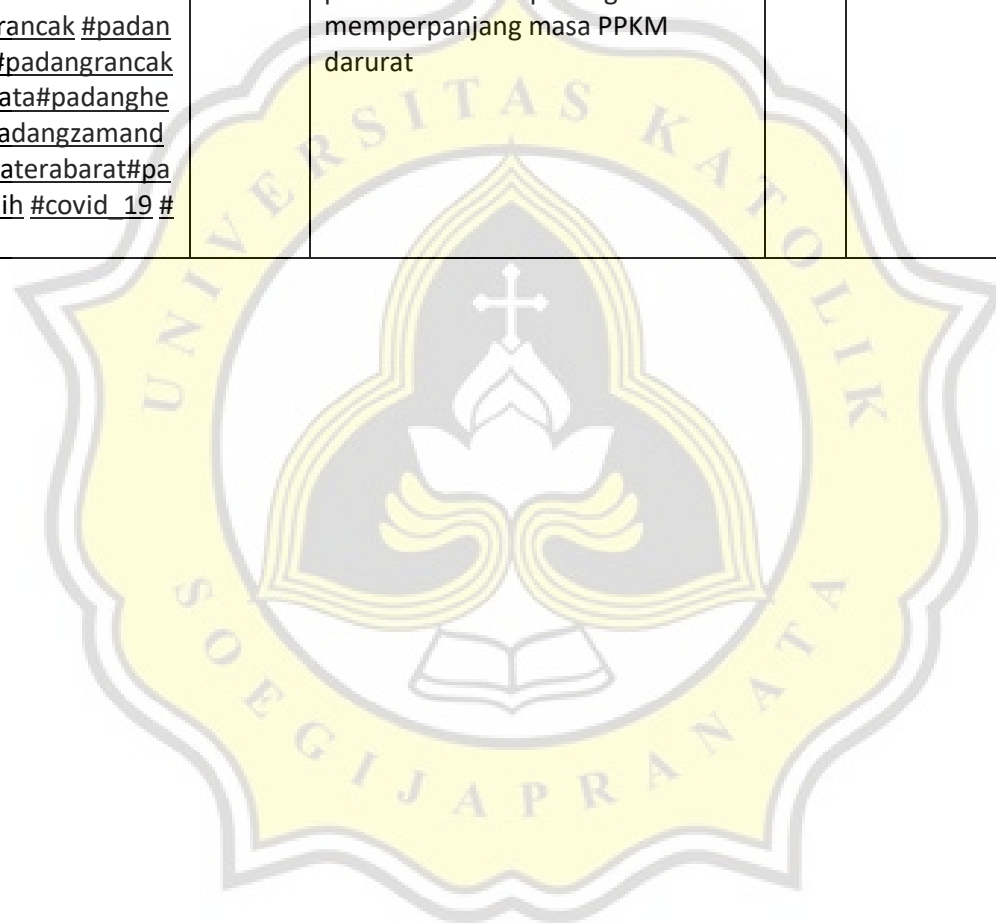 rancak #padan
#padangrancak
ata#padanghe
adangzamand
aterabarat#pa
ih #covid_19 #
memperpanjang masa PPKM
darurat
UNIVERSITAS KATOLIK
SOEGIJAPRANATA